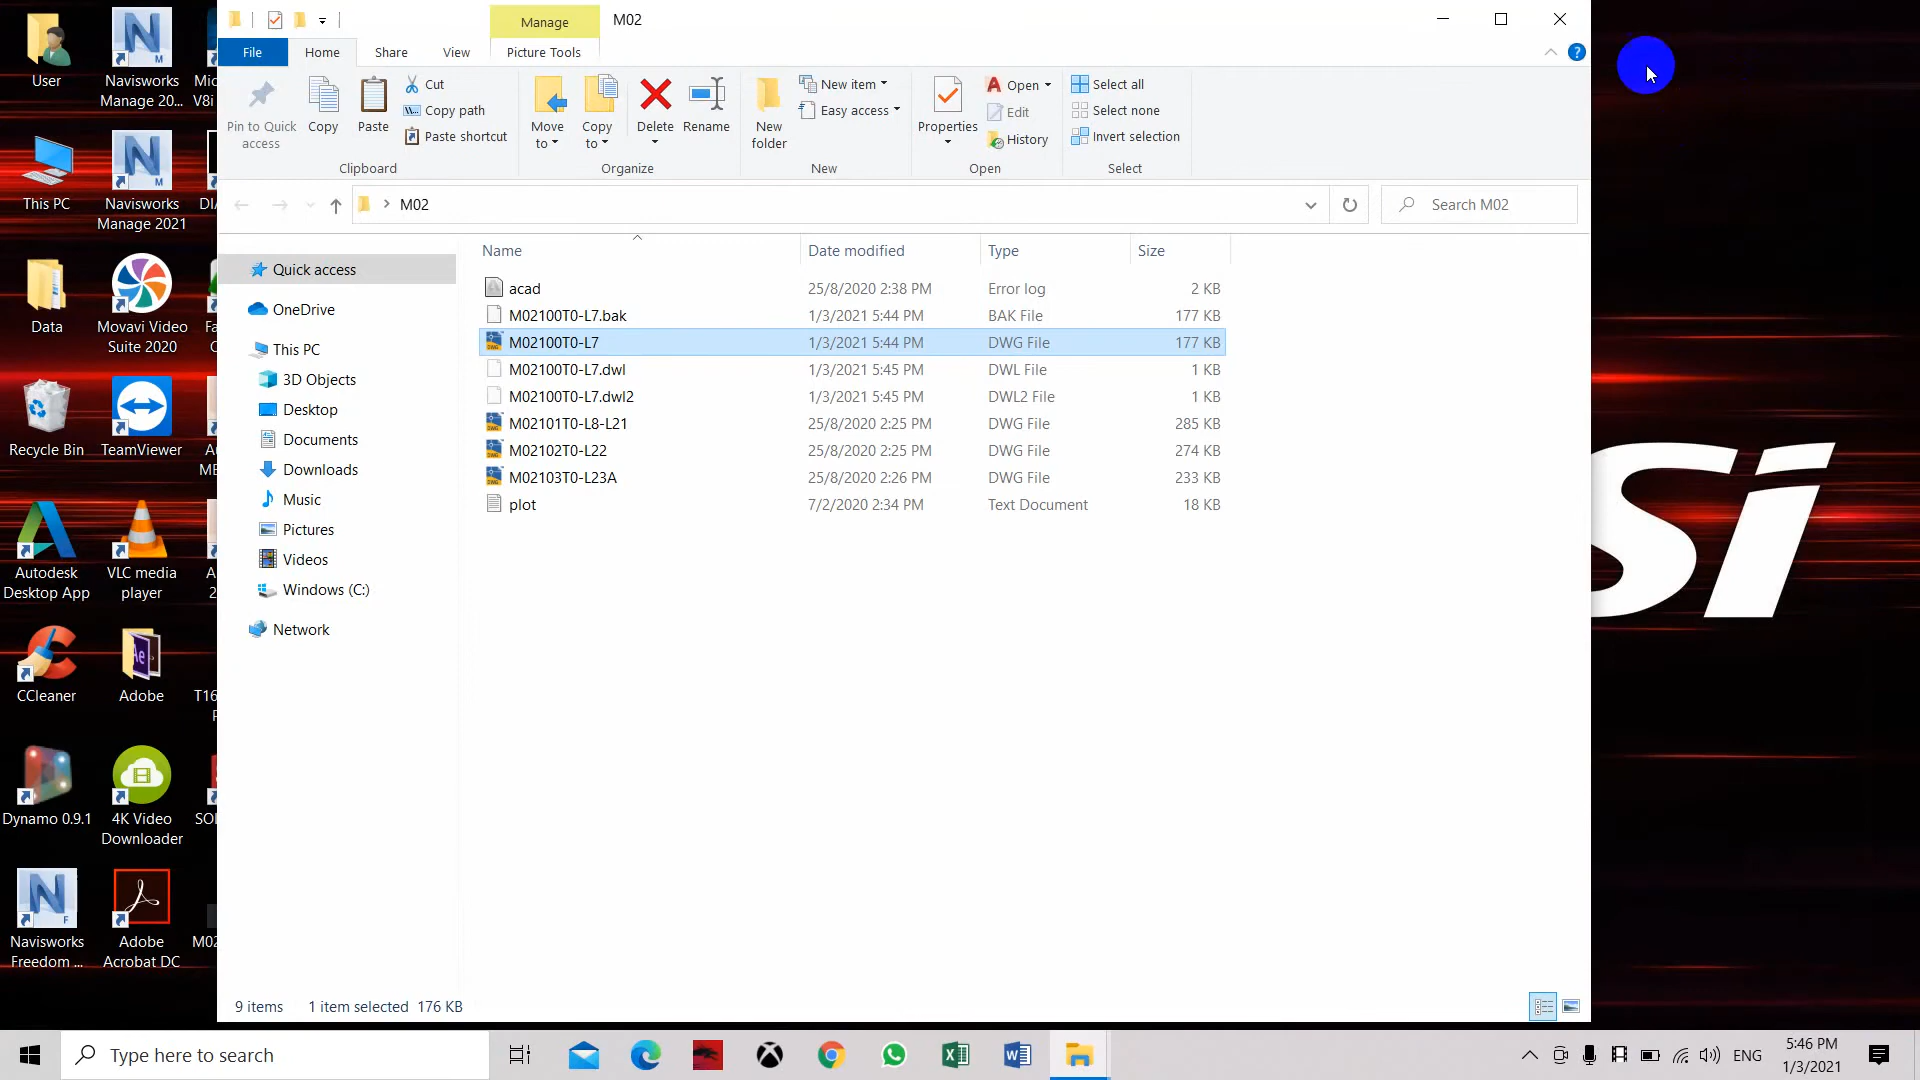 Manage
M02
File
Home
Share
View
Picture Tools
Pin to Quick
access
Copy
Paste
Cut
Copy path
Paste shortcut
Clipboard
Move
to
Copy
to
Delete
Rename
Organize
New
folder
New item
Easy access
New
Properties
Open
Edit
History
Open
Select all
Select none
Invert selection
Select
M02
Search M02
Name
Date modified
Type
Size
acad 25/8/2020 2:38 PM Error log 2 KB
M02100T0-L7.bak 1/3/2021 5:44 PM BAK File 177 KB
M02100T0-L7 1/3/2021 5:44 PM DWG File 177 KB
M02100T0-L7.dwl 1/3/2021 5:45 PM DWL File 1 KB
M02100T0-L7.dwl2 1/3/2021 5:45 PM DWL2 File 1 KB
M02101T0-L8-L21 25/8/2020 2:25 PM DWG File 285 KB
M02102T0-L22 25/8/2020 2:25 PM DWG File 274 KB
M02103T0-L23A 25/8/2020 2:26 PM DWG File 233 KB
plot 7/2/2020 2:34 PM Text Document 18 KB
Quick access
OneDrive
This PC
3D Objects
Desktop
Documents
Downloads
Music
Pictures
Videos
Windows (C:)
Network
9 items 1 item selected 176 KB
User
Navisworks
Manage 20...
V8i
This PC
Navisworks
Manage 2021
Data
Movavi Video
Suite 2020
Recycle Bin
TeamViewer
Autodesk
Desktop App
VLC media
player
CCleaner
Adobe
Dynamo 0.9.1
4K Video
Downloader
Navisworks
Freedom ...
Adobe
Acrobat DC
Si
Type here to search
ENG
5:46 PM
1/3/2021